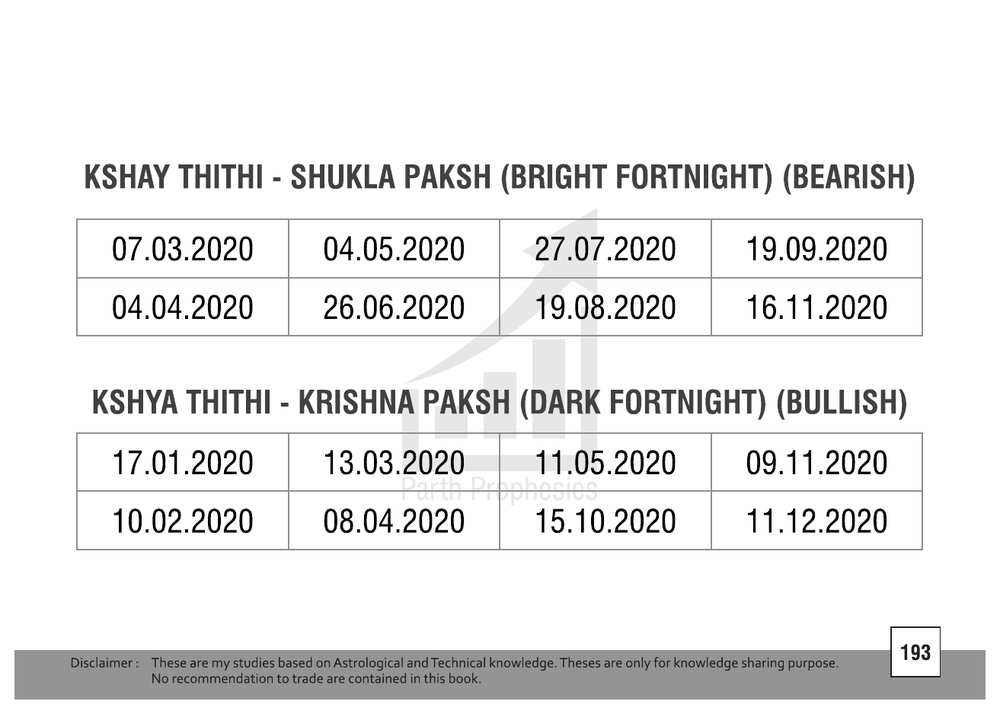 KSHAY THITHI - SHUKLA PAKSH (BRIGHT FORTNIGHT) (BEARISH)
07.03.2020 04.05.2020 27.07.2020 19.09.2020
04.04.2020 26.06.2020 19.08.2020 16.11.2020
KSHYA THITHI - KRISHNA PAKSH (DARK FORTNIGHT) (BULLISH)
17.01.2020 13.03.2020 11.05.2020 09.11.2020
Parth Prophesies
10.02.2020 08.04.2020 15.10.2020 11.12.2020
193
Disclaimer : These are my studies based on Astrological and Technical knowledge. Theses are only for knowledge sharing purpose.
No recommendation to trade are contained in this book.